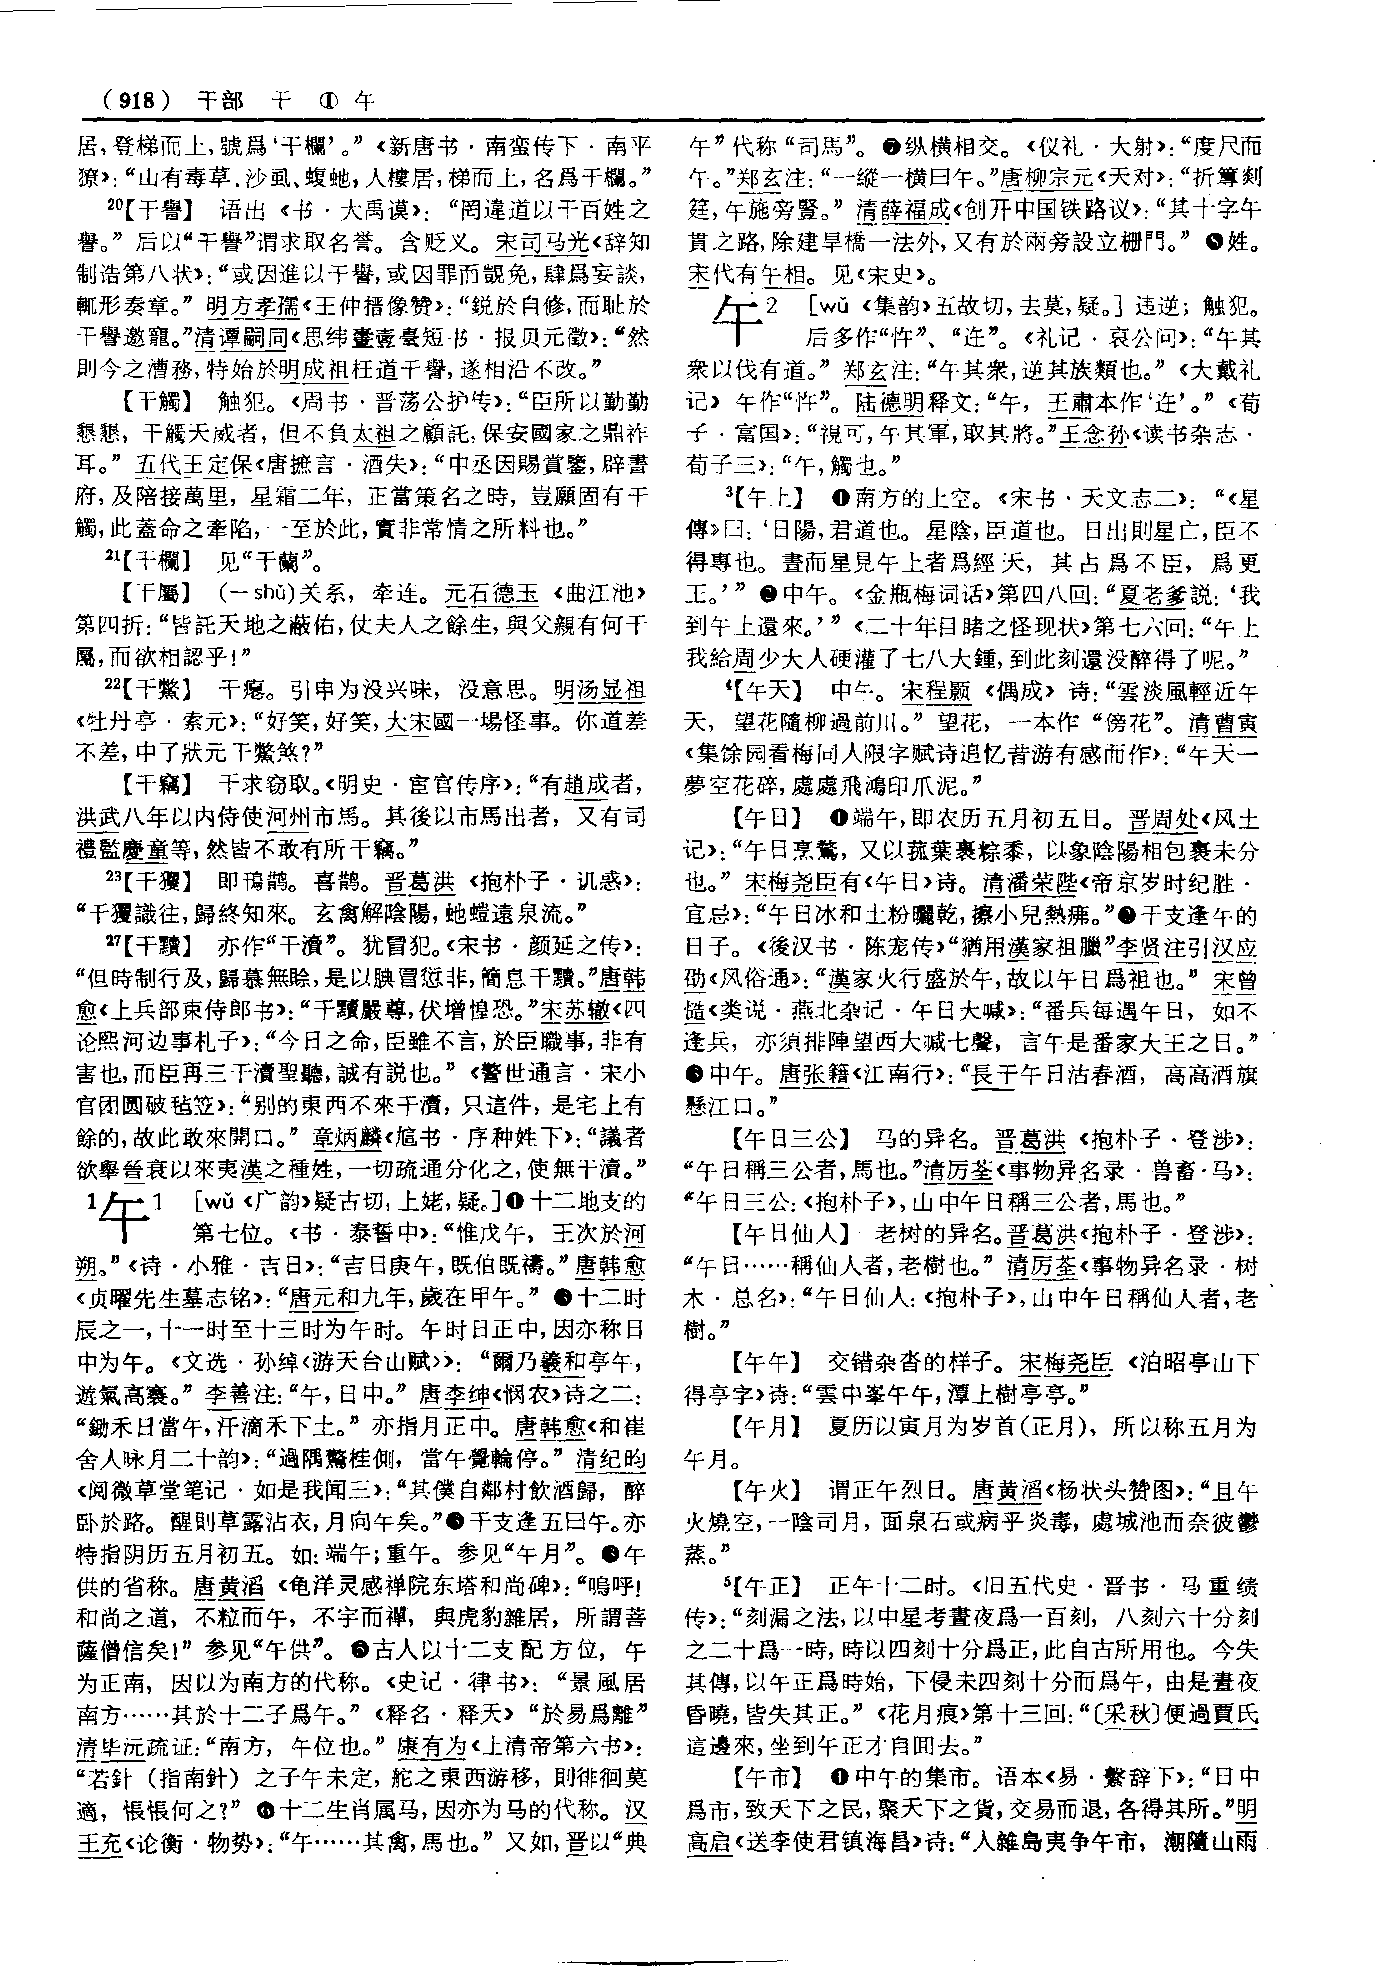 （918） 干部 干 ① 午
居，登梯而上，號爲‘干欄’。”《新唐书·南蛮传下·南平
獠》：“山有毒草、沙虱、蝮虵，人樓居，梯而上，名爲干欄。”
20【干譽】 语出《书·大禹谟》：“罔違道以干百姓之
譽。”后以“干譽”谓求取名誉。含贬义。宋司马光《辞知
制诰第八状》：“或因進以干譽，或因罪而覬免，肆爲妄談，
輒形奏章。”明方孝孺《王仲搢像赞》：“鋭於自修，而耻於
干譽邀寵。”清谭嗣同《思纬壹壹臺短书·报贝元徵》：“然
則今之漕務，特始於明成祖枉道干譽，遂相沿不改。”
【干觸】 触犯。《周书·晋荡公护传》：“臣所以勤勤
懇懇，干觸天威者，但不負太祖之顧託，保安國家之鼎祚
耳。”五代王定保《唐摭言·酒失》：“中丞因賜賞鑒，辟書
府，及陪接萬里，星霜二年，正當策名之時，豈願固有干
觸，此蓋命之牽陷，一至於此，實非常情之所料也。”
21【干欄】 见“干蘭”。
【干屬】 (－shǔ)关系，牵连。元石德玉《曲江池》
第四折：“皆託天地之蔽佑，仗夫人之餘生，與父親有何干
屬，而欲相認乎！”
22【干鱉】 干瘪。引申为没兴味，没意思。明汤显祖
《牡丹亭·索元》：“好笑，好笑，大宋國一場怪事。你道差
不差，中了狀元干鱉煞？”
【干竊】 干求窃取。《明史·宦官传序》：“有趙成者，
洪武八年以内侍使河州市馬。其後以市馬出者，又有司
禮監慶童等，然皆不敢有所干竊。”
23【干玃】 即鳱鹊。喜鹊。晋葛洪《抱朴子·讥惑》：
“干玃識往，歸終知來。玄禽解陰陽，虵螘遠泉流。”
27【干黷】 亦作“干瀆”。犹冒犯。《宋书·颜延之传》：
“但時制行及，歸慕無賒，是以腆冒愆非，簡息干黷。”唐韩
愈《上兵部李侍郎书》：“干黷嚴尊，伏增惶恐。”宋苏辙《四
论熙河边事札子》：“今日之命，臣雖不言，於臣職事，非有
害也，而臣再三干瀆聖聽，誠有説也。”《警世通言·宋小
官团圆破毡笠》：“别的東西不來干瀆，只這件，是宅上有
餘的，故此敢來開口。”章炳麟《訄书·序种姓下》：“議者
欲舉晉衰以來夷漢之種姓，一切疏通分化之，使無干瀆。”
1午1 ［wǔ《广韵》疑古切，上姥，疑。］❶十二地支的
第七位。《书·泰誓中》：“惟戊午，王次於河
朔。”《诗·小雅·吉日》：“吉日庚午，既伯既禱。”唐韩愈
《贞曜先生墓志铭》：“唐元和九年，歲在甲午。”❷十二时
辰之一，十一时至十三时为午时。午时日正中，因亦称日
中为午。《文选·孙绰〈游天台山赋〉》：“爾乃羲和亭午，
遊氣高褰。”李善注：“午，日中。”唐李绅《悯农》诗之二：
“鋤禾日當午，汗滴禾下土。”亦指月正中。唐韩愈《和崔
舍人咏月二十韵》：“過隅驚桂側，當午覺輪停。”清纪昀
《阅微草堂笔记·如是我闻三》：“其僕自鄰村飲酒歸，醉
卧於路。醒則草露沾衣，月向午矣。”❸干支逢五曰午。亦
特指阴历五月初五。如：端午；重午。参见“午月”。❹午
供的省称。唐黄滔《龟洋灵感禅院东塔和尚碑》：“嗚呼！
和尚之道，不粒而午，不宇而禪，與虎豹雜居，所謂菩
薩僧信矣！”参见“午供”。❺古人以十二支配方位，午
为正南，因以为南方的代称。《史记·律书》：“景風居
南方……其於十二子爲午。”《释名·释天》“於易爲離”
清毕沅疏证：“南方，午位也。”康有为《上清帝第六书》：
“若針（指南針）之子午未定，舵之東西游移，則徘徊莫
適，悵悵何之？”❻十二生肖属马，因亦为马的代称。汉
王充《论衡·物势》：“午……其禽，馬也。”又如，晋以“典
午”代称“司馬”。❼纵横相交。《仪礼·大射》：“度尺而
午。”郑玄注：“一縱一横曰午。”唐柳宗元《天对》：“折篿剡
筳，午施旁竪。”清薛福成《创开中国铁路议》：“其十字午
貫之路，除建旱橋一法外，又有於兩旁設立栅門。”❽姓。
宋代有午相。见《宋史》。
午2 ［wǔ《集韵》五故切，去莫，疑。］违逆；触犯。
后多作“忤”、“迕”。《礼记·哀公问》：“午其
衆以伐有道。”郑玄注：“午其衆，逆其族類也。”《大戴礼
记》午作“忤”。陆德明释文：“午，王肅本作‘迕’。”《荀
子·富国》：“視可，午其軍，取其將。”王念孙《读书杂志·
荀子三》：“午，觸也。”
3【午上】 ❶南方的上空。《宋书·天文志二》：“《星
傳》曰：‘日陽，君道也。星陰，臣道也。日出則星亡，臣不
得專也。晝而星見午上者爲經天，其占爲不臣，爲更
王。’”❷中午。《金瓶梅词话》第四八回：“夏老爹説：‘我
到午上還來。’”《二十年目睹之怪现状》第七六回：“午上
我給周少大人硬灌了七八大鍾，到此刻還没醉得了呢。”
4【午天】 中午。宋程颢《偶成》诗：“雲淡風輕近午
天，望花隨柳過前川。”望花，一本作“傍花”。清曹寅
《集馀园看梅同人限字赋诗追忆昔游有感而作》：“午天一
夢空花碎，處處飛鴻印爪泥。”
【午日】 ❶端午，即农历五月初五日。晋周处《风土
记》：“午日烹鶩，又以菰葉裹粽黍，以象陰陽相包裹未分
也。”宋梅尧臣有《午日》诗。清潘荣陛《帝京岁时纪胜·
宜忌》：“午日冰和土粉曬乾，擦小兒熱疿。”❷干支逢午的
日子。《後汉书·陈宠传》“猶用漢家祖臘”李贤注引汉应
劭《风俗通》：“漢家火行盛於午，故以午日爲祖也。”宋曾
慥《类说·燕北杂记·午日大喊》：“番兵每遇午日，如不
逢兵，亦須排陣望西大喊七聲，言午是番家大王之日。”
❸中午。唐张籍《江南行》：“長干午日沽春酒，高高酒旗
懸江口。”
【午日三公】 马的异名。晋葛洪《抱朴子·登涉》：
“午日稱三公者，馬也。”清厉荃《事物异名录·兽畜·马》：
“午日三公：《抱朴子》，山中午日稱三公者，馬也。”
【午日仙人】 老树的异名。晋葛洪《抱朴子·登涉》：
“午日……稱仙人者，老樹也。”清厉荃《事物异名录·树
木·总名》：“午日仙人：《抱朴子》，山中午日稱仙人者，老
樹。”
【午午】 交错杂沓的样子。宋梅尧臣《泊昭亭山下
得亭字》诗：“雲中峯午午，潭上樹亭亭。”
【午月】 夏历以寅月为岁首(正月)，所以称五月为
午月。
【午火】 谓正午烈日。唐黄滔《杨状头赞图》：“且午
火燒空，一陰司月，面泉石或病乎炎毒，處城池而奈彼鬱
蒸。”
5【午正】 正午十二时。《旧五代史·晋书·马重绩
传》：“刻漏之法，以中星考晝夜爲一百刻，八刻六十分刻
之二十爲一時，時以四刻十分爲正，此自古所用也。今失
其傳，以午正爲時始，下侵未四刻十分而爲午，由是晝夜
昏曉，皆失其正。”《花月痕》第十三回：“〔采秋〕便過賈氏
這邊來，坐到午正才自回去。”
【午市】 ❶中午的集市。语本《易·繫辞下》：“日中
爲市，致天下之民，聚天下之貨，交易而退，各得其所。”明
高启《送李使君镇海昌》诗：“人雜島夷争午市，潮隨山雨